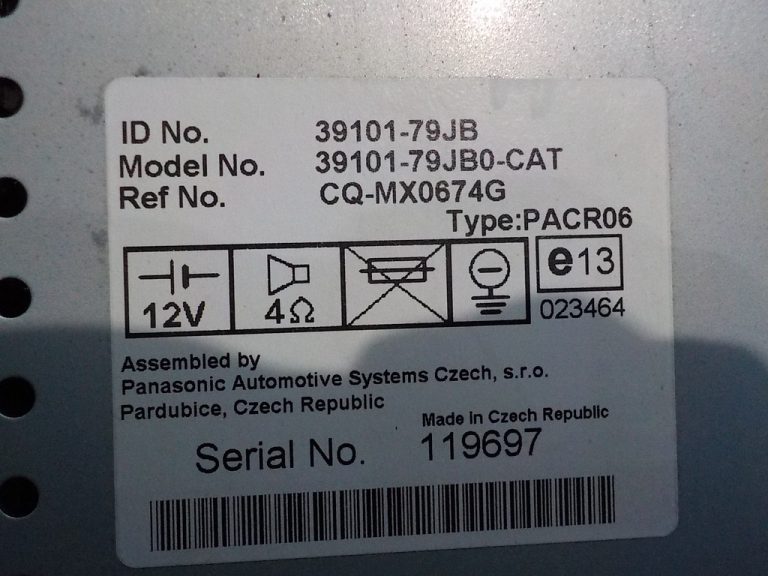 ID No. 39101-79JB
Model No. 39101-79JB0-CAT
Ref No. CQ-MX0674G
Type:PACR06
12V 4Ω e13
023464
Assembled by
Panasonic Automotive Systems Czech, s.r.o.
Pardubice, Czech Republic
Made in Czech Republic
Serial No. 119697